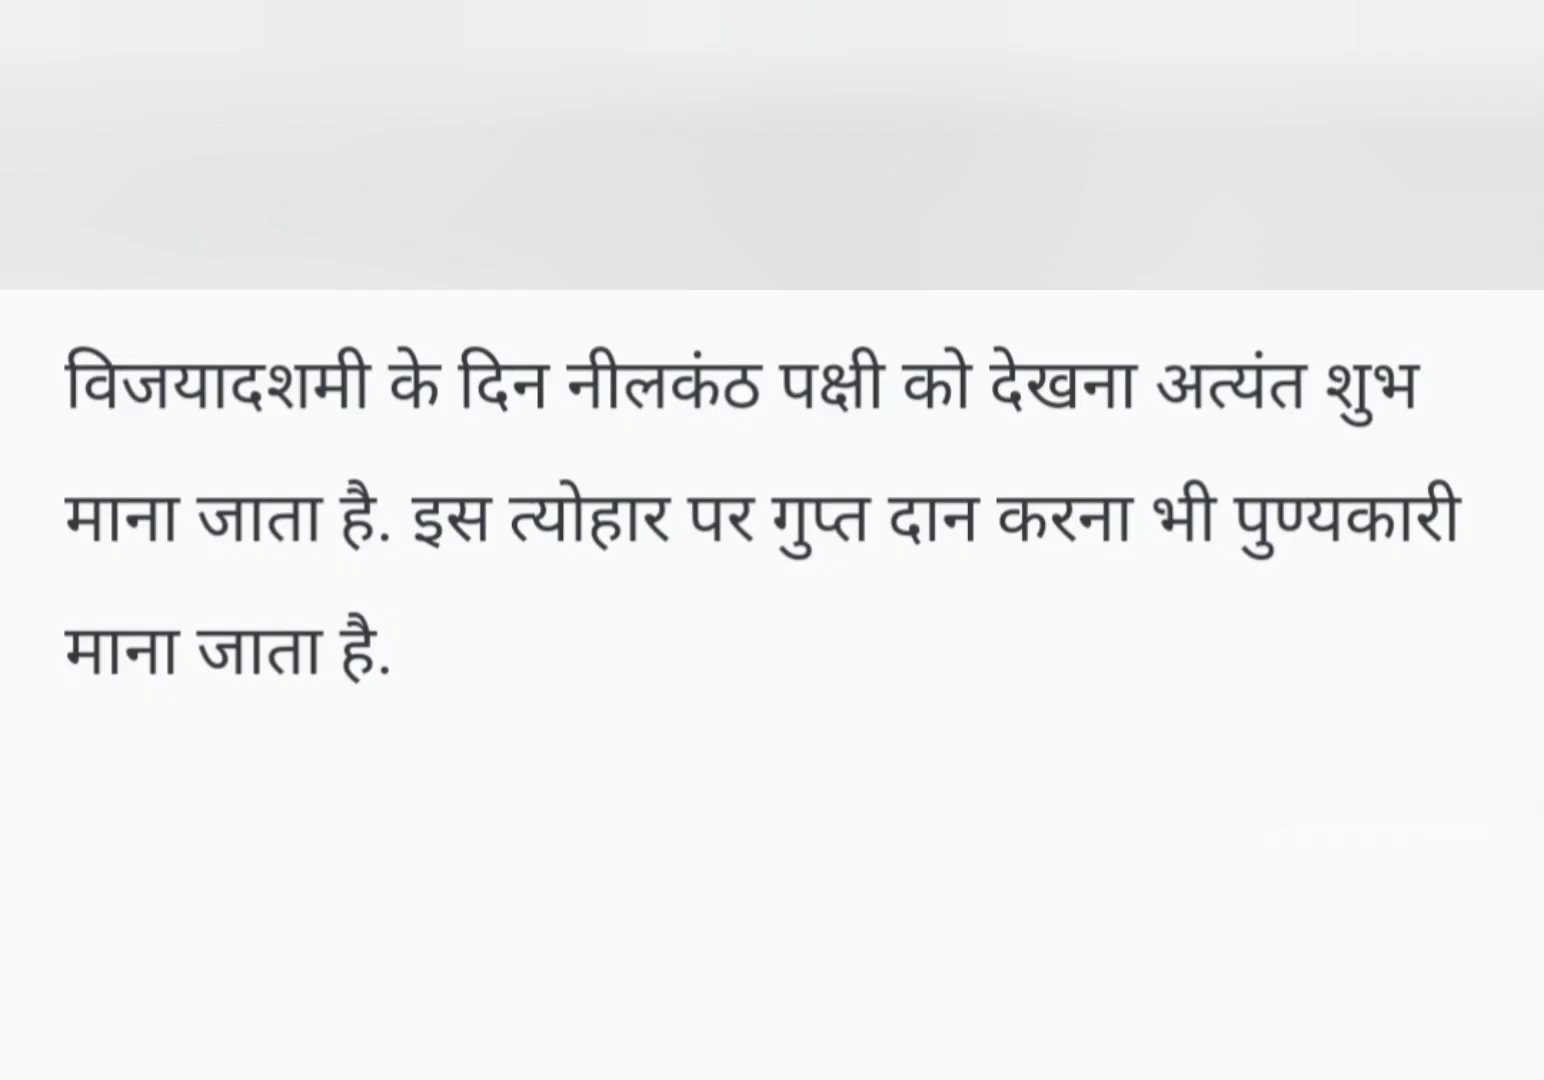 विजयादशमी के दिन नीलकंठ पक्षी को देखना अत्यंत शुभ
माना जाता है. इस त्योहार पर गुप्त दान करना भी पुण्यकारी
माना जाता है.